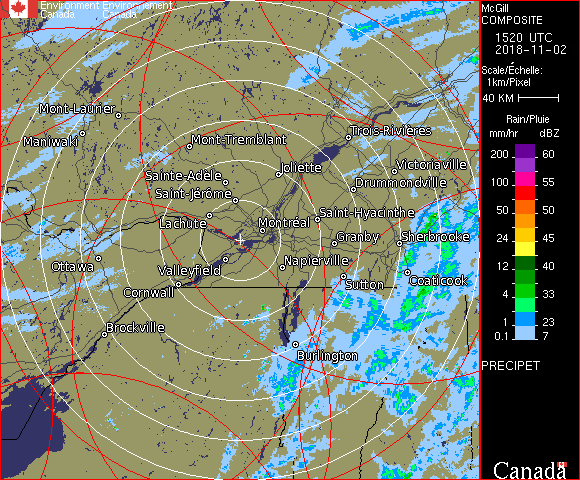 Environment Environnement
Canada Canada
McGill
COMPOSITE
1520 UTC
2018-11-02
Scale/Échelle:
1km/Pixel
40 KM
Rain/Pluie
mm/hr dBZ
200 60
100 55
50 50
24 45
12 40
4 33
1 23
0.1 7
PRECIPET
Canada
Mont-Laurier
Maniwaki
Mont-Tremblant
Trois-Rivières
Joliette
Victoriaville
Sainte-Adèle
Drummondville
Saint-Jérôme
Lachute
Saint-Hyacinthe
Montréal
Granby
Sherbrooke
Ottawa
Valleyfield
Napierville
Coaticook
Cornwall
Sutton
Brockville
Burlington